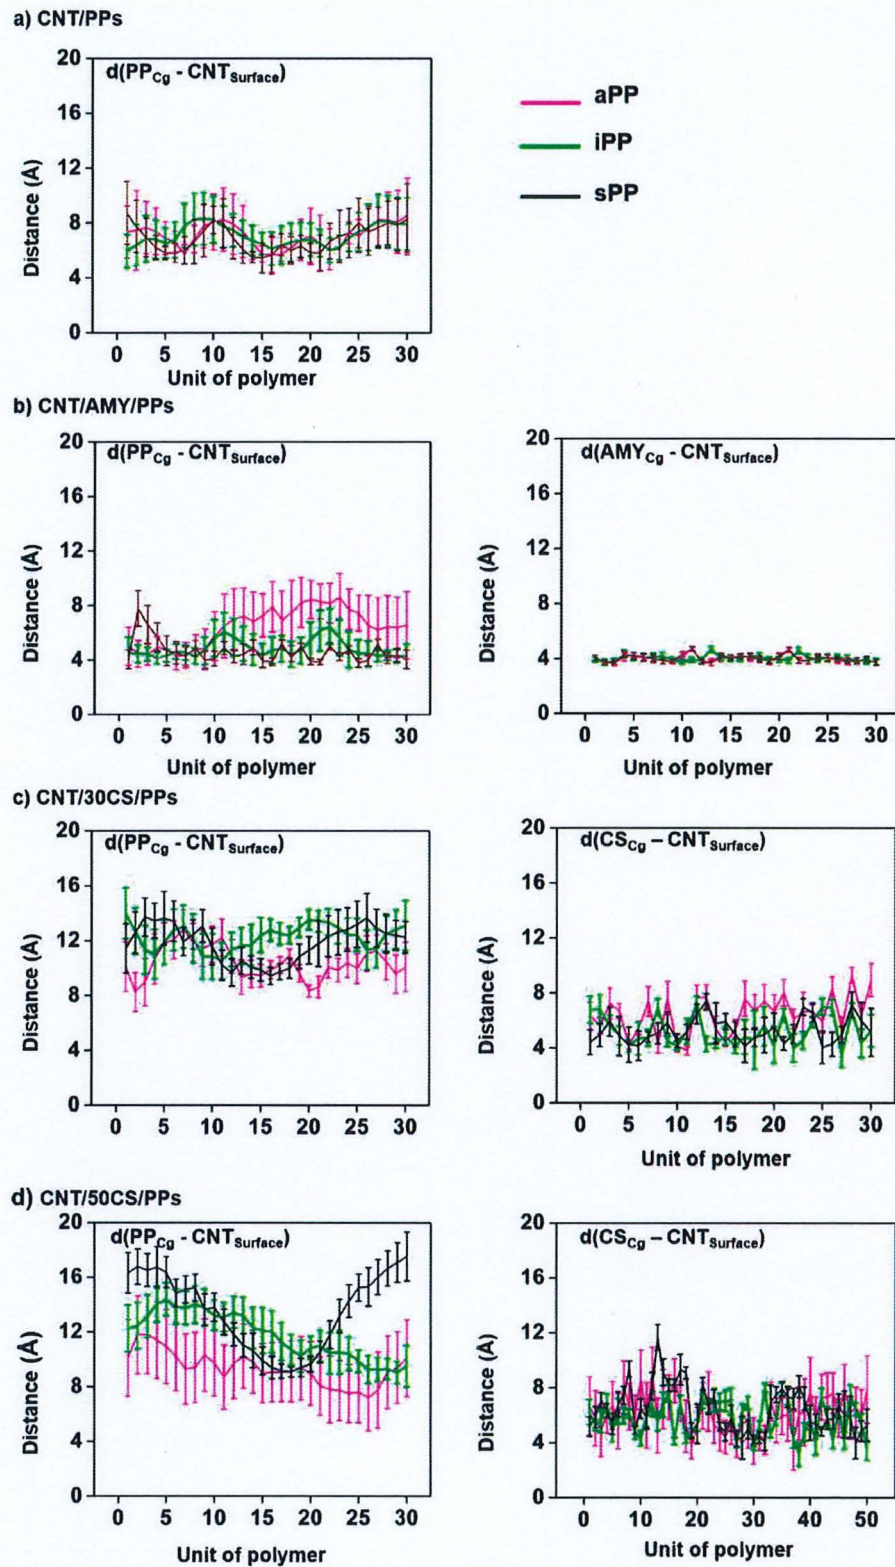 a) CNT/PPs
d(PPCg - CNTSurface)
20
16
12
8
4
0
Distance (Å)
0 5 10 15 20 25 30
Unit of polymer
aPP
iPP
sPP
b) CNT/AMY/PPs
d(PPCg - CNTSurface)
20
16
12
8
4
0
Distance (Å)
0 5 10 15 20 25 30
Unit of polymer
d(AMYCg - CNTSurface)
20
16
12
8
4
0
Distance (Å)
0 5 10 15 20 25 30
Unit of polymer
c) CNT/30CS/PPs
d(PPCg - CNTSurface)
20
16
12
8
4
0
Distance (Å)
0 5 10 15 20 25 30
Unit of polymer
d(CSCg – CNTSurface)
20
16
12
8
4
0
Distance (Å)
0 5 10 15 20 25 30
Unit of polymer
d) CNT/50CS/PPs
d(PPCg - CNTSurface)
20
16
12
8
4
0
Distance (Å)
0 5 10 15 20 25 30
Unit of polymer
d(CSCg – CNTSurface)
20
16
12
8
4
0
Distance (Å)
0 10 20 30 40 50
Unit of polymer